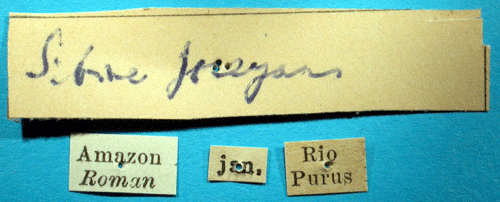 Sibine
Amazon
Roman
jan.
Rio
Purus